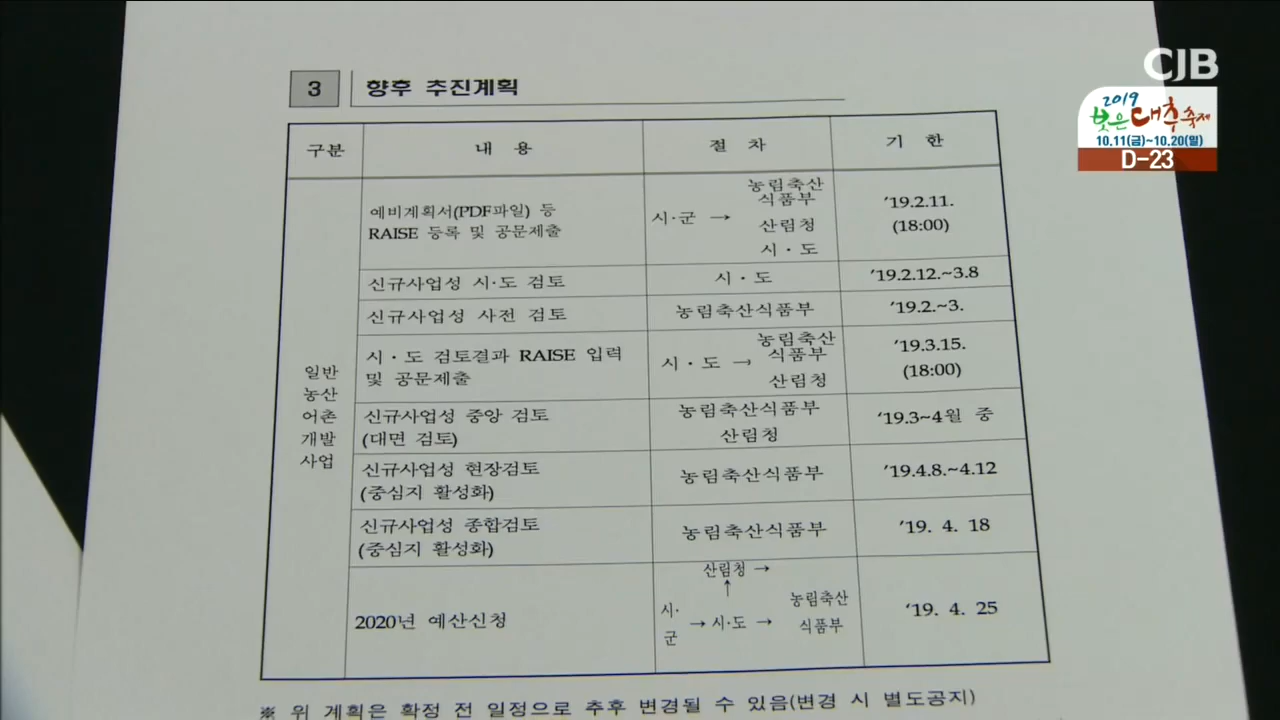 CJB
2019
보은대추축제
10.11(금)~10.20(일)
D-23
3 향후 추진계획
구분 내 용 절 차 기 한
일반
농산
어촌
개발
사업
예비계획서(PDF파일) 등
RAISE 등록 및 공문제출
시·군 →
농림축산
식품부
산림청
시 · 도
’19.2.11.
(18:00)
신규사업성 시·도 검토 시 · 도 ’19.2.12.~3.8
신규사업성 사전 검토 농림축산식품부 ’19.2.~3.
시 · 도 검토결과 RAISE 입력
및 공문제출
시 · 도 →
농림축산
식품부
산림청
’19.3.15.
(18:00)
신규사업성 중앙 검토
(대면 검토)
농림축산식품부
산림청
’19.3~4월 중
신규사업성 현장검토
(중심지 활성화)
농림축산식품부
’19.4.8.~4.12
신규사업성 종합검토
(중심지 활성화)
농림축산식품부
’19. 4. 18
2020년 예산신청
산림청 →
↑
시·
군
→ 시·도 →
농림축산
식품부
’19. 4. 25
※ 위 계획은 확정 전 일정으로 추후 변경될 수 있음(변경 시 별도공지)